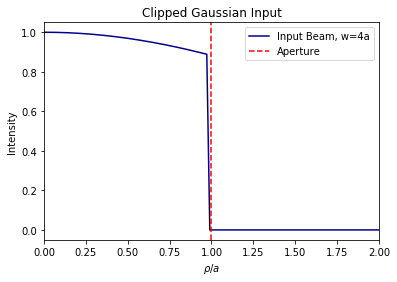 Clipped Gaussian Input
Input Beam, w=4a
Aperture
Intensity
1.0
0.8
0.6
0.4
0.2
0.0
0.00 0.25 0.50 0.75 1.00 1.25 1.50 1.75 2.00
ρ/a